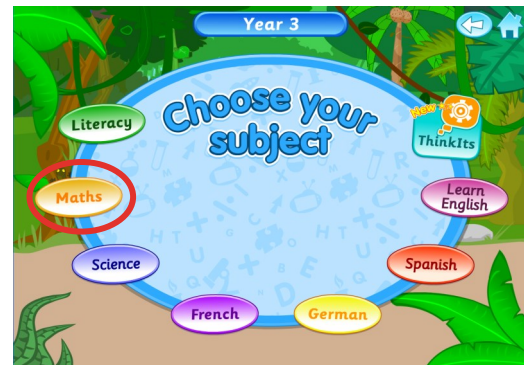 Year 3
Choose your
subject
Literacy
New
ThinkIts
Maths
Learn
English
Science
Spanish
French
German